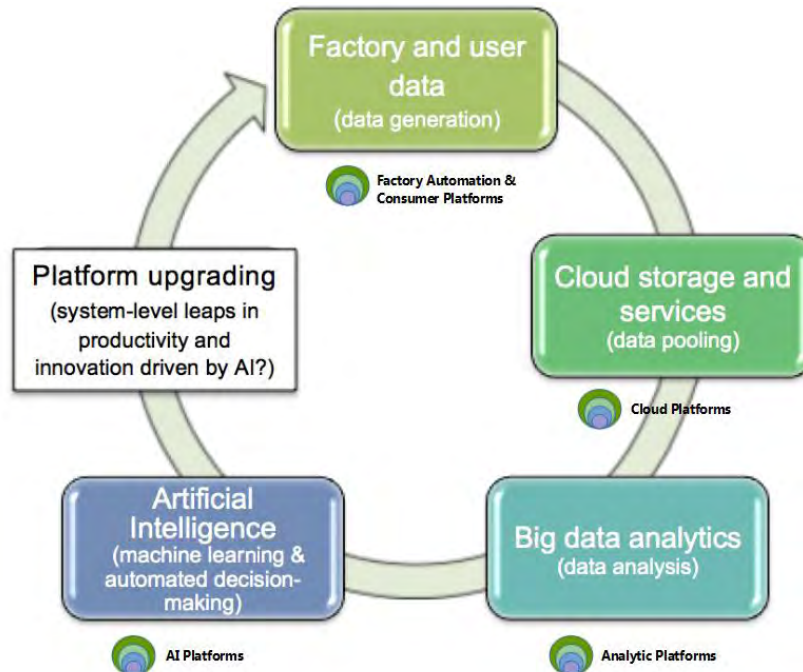 Factory and user
data
(data generation)
Factory Automation &
Consumer Platforms
Cloud storage and
services
(data pooling)
Cloud Platforms
Big data analytics
(data analysis)
Analytic Platforms
Artificial
Intelligence
(machine learning &
automated decision-
making)
AI Platforms
Platform upgrading
(system-level leaps in
productivity and
innovation driven by AI?)